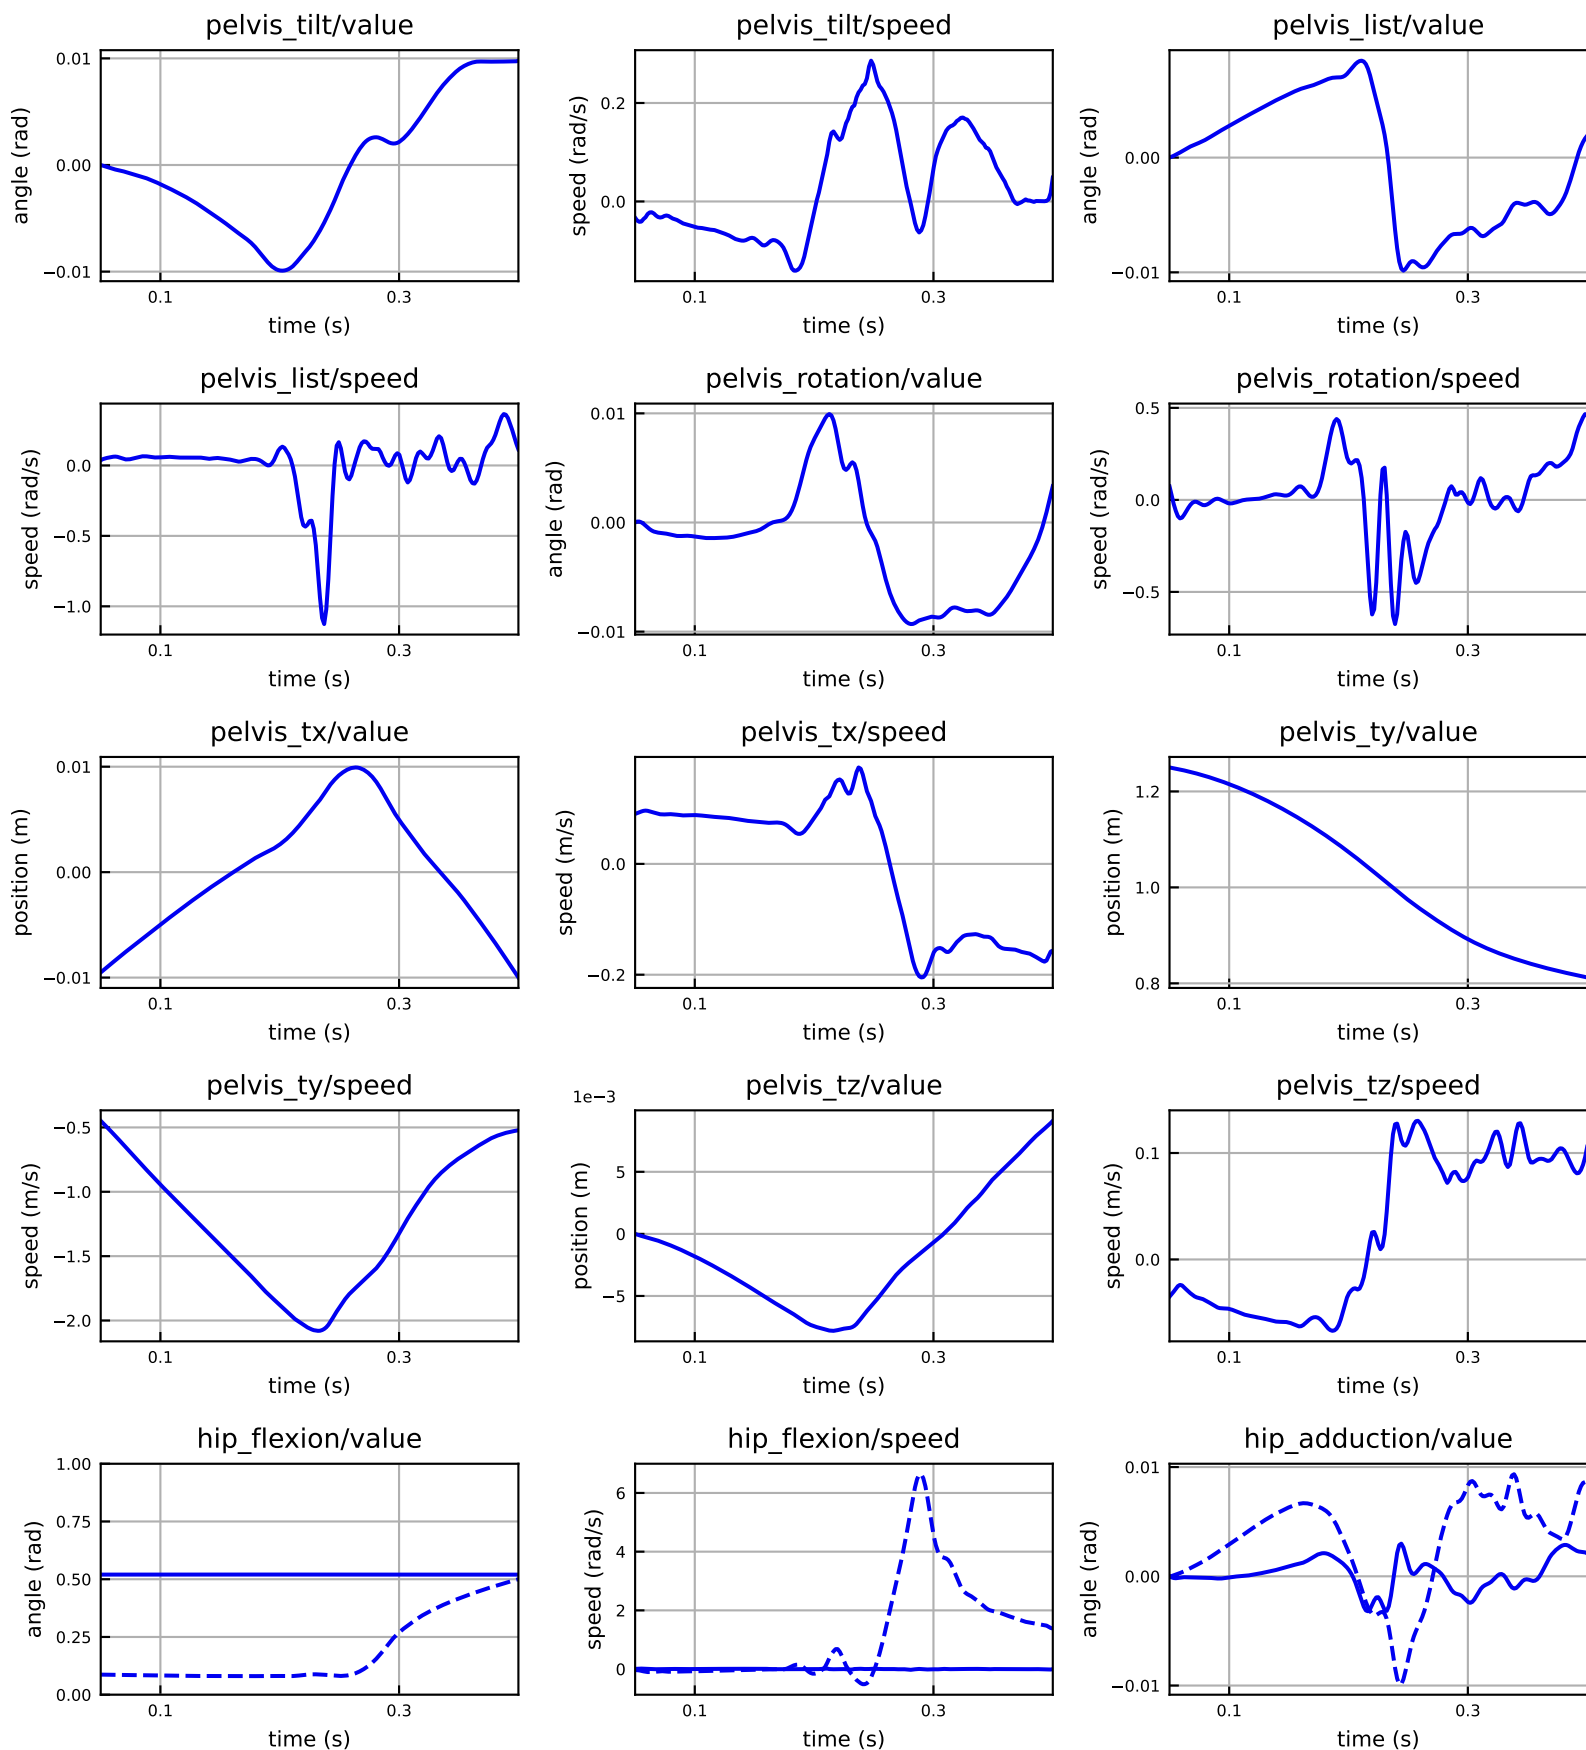 pelvis_tilt/value
pelvis_tilt/speed
pelvis_list/value
angle (rad)
0.01
0.00
−0.01
0.1
0.3
time (s)
speed (rad/s)
0.2
0.0
0.1
0.3
time (s)
angle (rad)
0.00
−0.01
0.1
0.3
time (s)
pelvis_list/speed
pelvis_rotation/value
pelvis_rotation/speed
speed (rad/s)
0.0
−0.5
−1.0
0.1
0.3
time (s)
angle (rad)
0.01
0.00
−0.01
0.1
0.3
time (s)
speed (rad/s)
0.5
0.0
−0.5
0.1
0.3
time (s)
pelvis_tx/value
pelvis_tx/speed
pelvis_ty/value
position (m)
0.01
0.00
−0.01
0.1
0.3
time (s)
speed (m/s)
0.0
−0.2
0.1
0.3
time (s)
position (m)
1.2
1.0
0.8
0.1
0.3
time (s)
pelvis_ty/speed
pelvis_tz/value
pelvis_tz/speed
speed (m/s)
−0.5
−1.0
−1.5
−2.0
0.1
0.3
time (s)
1e−3
position (m)
5
0
−5
0.1
0.3
time (s)
speed (m/s)
0.1
0.0
0.1
0.3
time (s)
hip_flexion/value
hip_flexion/speed
hip_adduction/value
angle (rad)
1.00
0.75
0.50
0.25
0.00
0.1
0.3
time (s)
speed (rad/s)
6
4
2
0
0.1
0.3
time (s)
angle (rad)
0.01
0.00
−0.01
0.1
0.3
time (s)